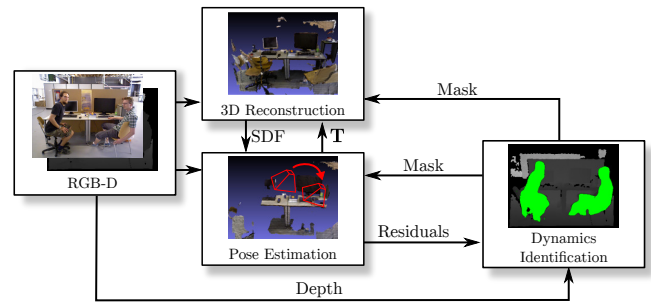 3D Reconstruction
Mask
SDF
T
RGB-D
Mask
Pose Estimation
Residuals
Dynamics
Identification
Depth